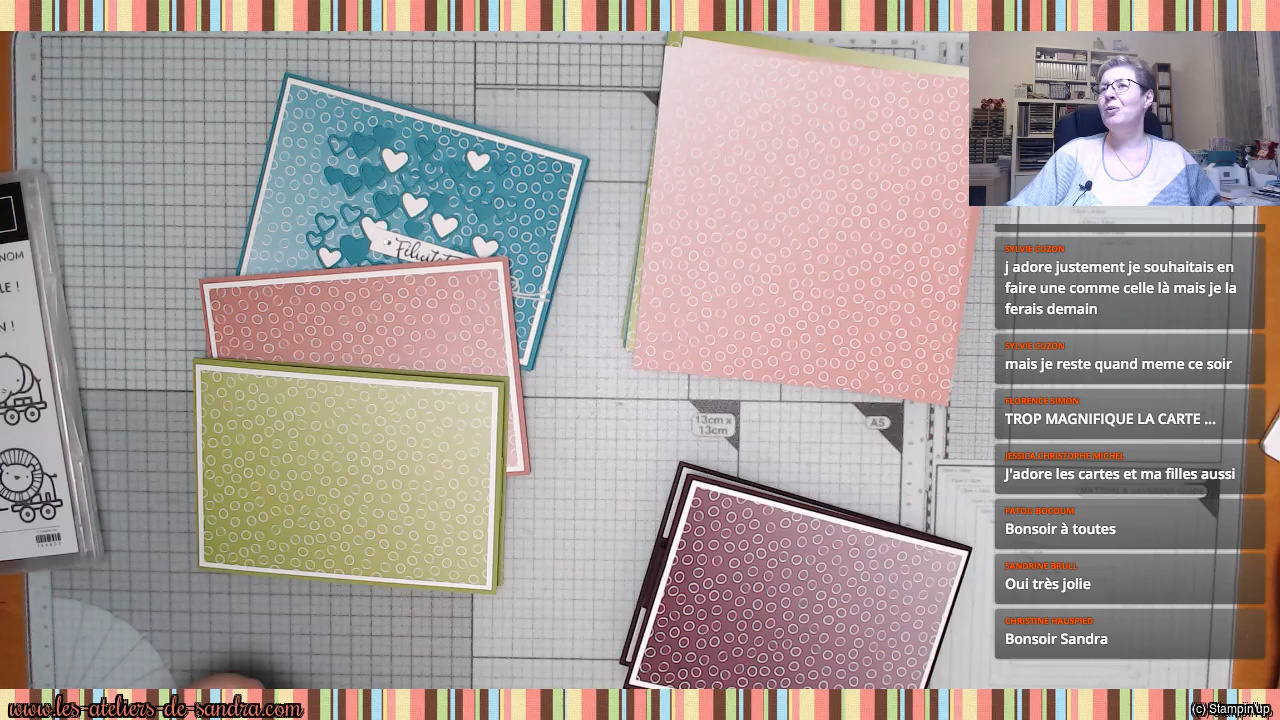 NOM
LE !
N !
Félicitat
13cm x
13cm
A5
SYLVIE CUZON
j adore justement je souhaitais en
faire une comme celle là mais je la
ferais demain
SYLVIE CUZON
mais je reste quand meme ce soir
FLORENCE SIMON
TROP MAGNIFIQUE LA CARTE ...
JESSICA CHRISTOPHE MICHEL
J'adore les cartes et ma filles aussi
FATOU BOCOUM
Bonsoir à toutes
SANDRINE BRULL
Oui très jolie
CHRISTINE HAUSPIED
Bonsoir Sandra
www.les-ateliers-de-sandra.com
(c) Stampin'up,